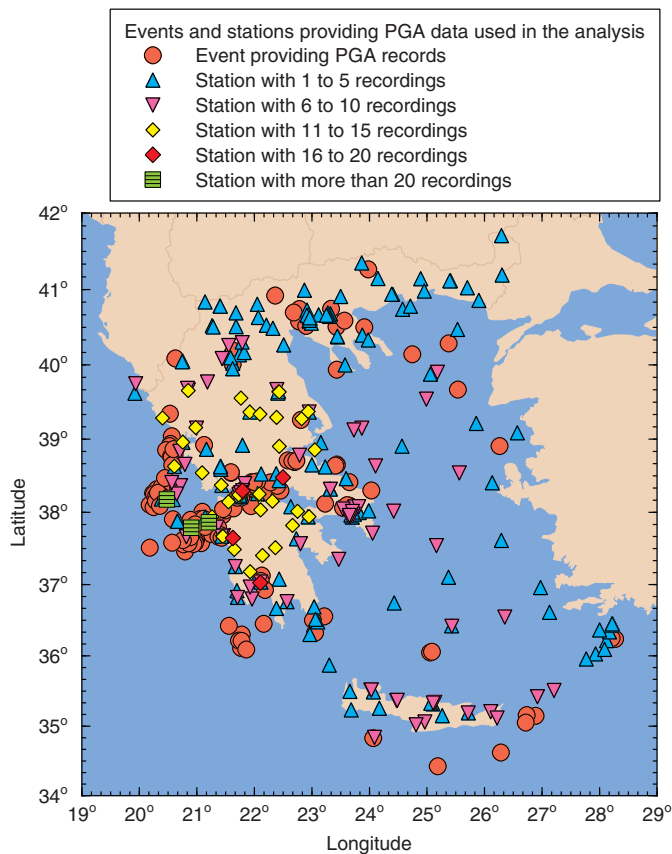 Events and stations providing PGA data used in the analysis
Event providing PGA records
Station with 1 to 5 recordings
Station with 6 to 10 recordings
Station with 11 to 15 recordings
Station with 16 to 20 recordings
Station with more than 20 recordings
42°
41°
40°
39°
38°
37°
36°
35°
34°
Latitude
19° 20° 21° 22° 23° 24° 25° 26° 27° 28° 29°
Longitude